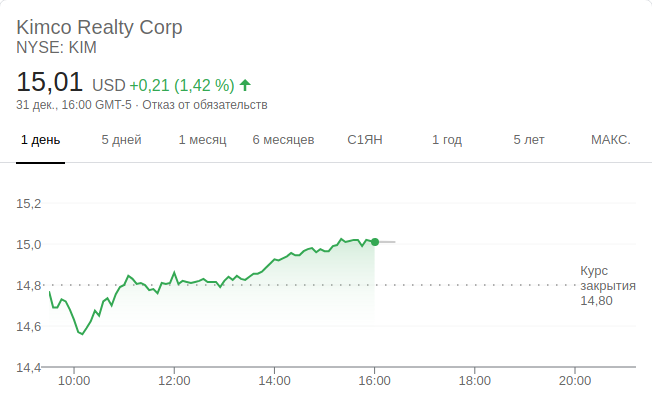 Kimco Realty Corp
NYSE: KIM
15,01 USD +0,21 (1,42 %)
31 дек., 16:00 GMT-5 · Отказ от обязательств
1 день 5 дней 1 месяц 6 месяцев С1ЯН 1 год 5 лет МАКС.
15,2
15,0
14,8
14,6
14,4
Курс
закрытия
14,80
10:00 12:00 14:00 16:00 18:00 20:00